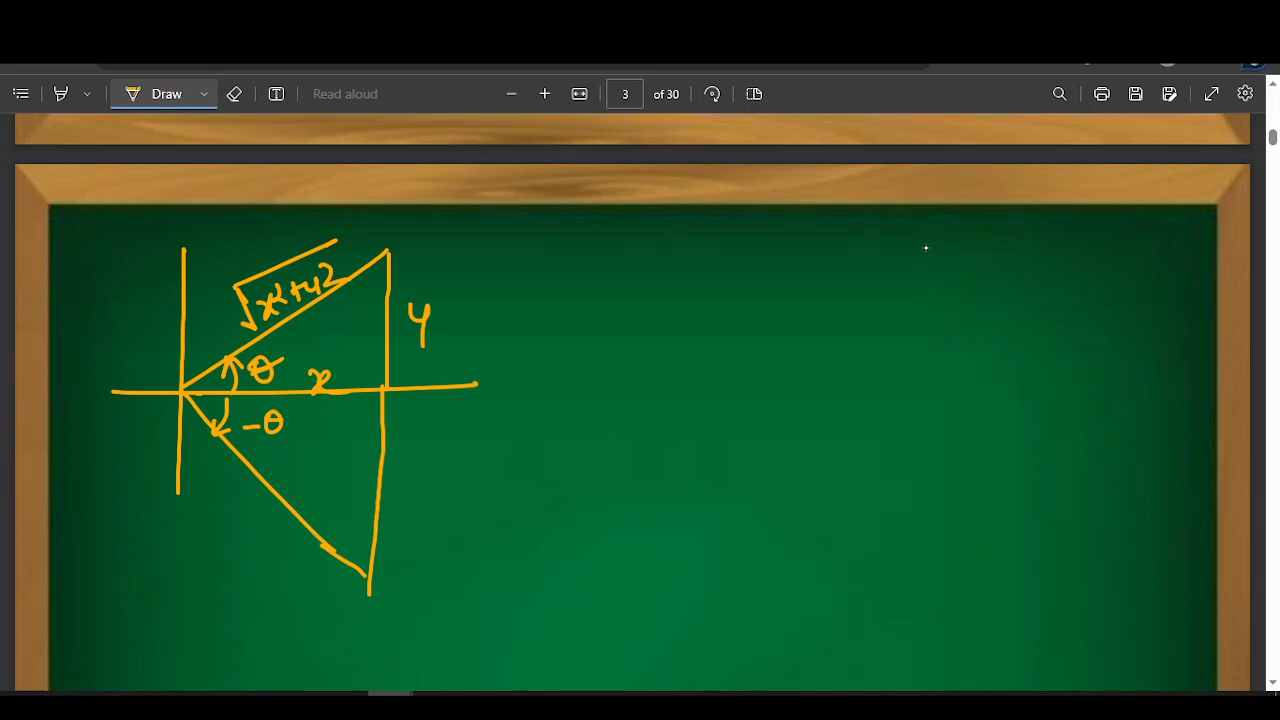 Draw
Read aloud
3
of 30
√x²+y²
y
θ
x
-θ